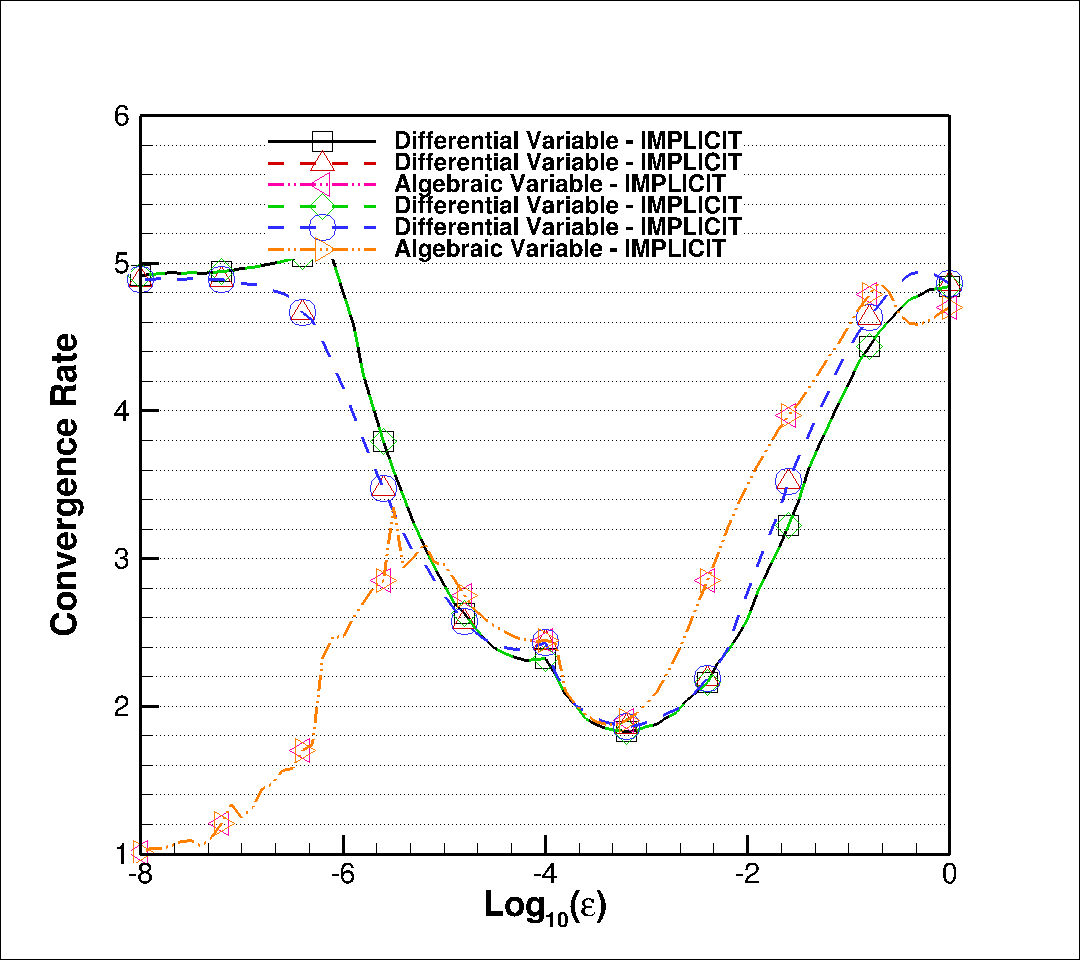 6
Differential Variable - IMPLICIT
Differential Variable - IMPLICIT
Algebraic Variable - IMPLICIT
Differential Variable - IMPLICIT
Differential Variable - IMPLICIT
Algebraic Variable - IMPLICIT
5
4
3
2
1
Convergence Rate
-8 -6 -4 -2 0
Log10(ε)